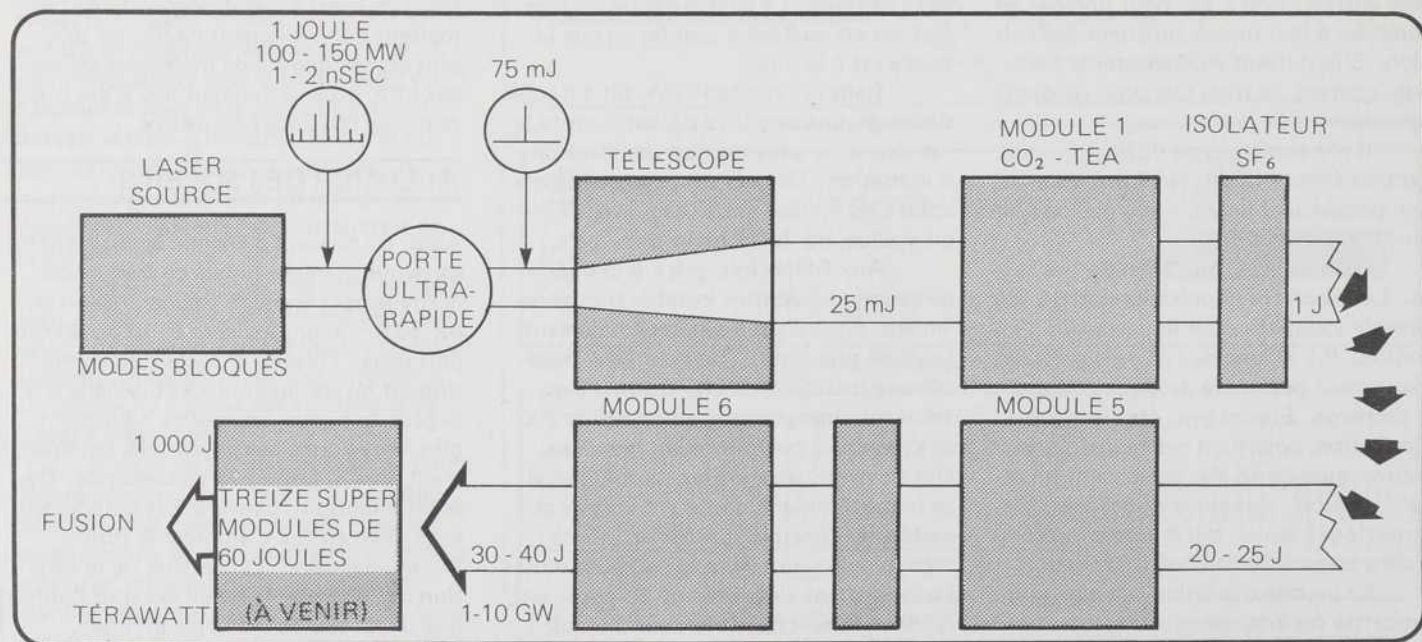 1 JOULE
100 - 150 MW
1 - 2 nSEC
75 mJ
LASER
SOURCE
MODES BLOQUÉS
PORTE
ULTRA-
RAPIDE
TÉLESCOPE
25 mJ
MODULE 1
CO₂ - TEA
ISOLATEUR
SF₆
1 J
MODULE 5
20 - 25 J
MODULE 6
30 - 40 J
1-10 GW
1 000 J
FUSION
TREIZE SUPER
MODULES DE
60 JOULES
TÉRAWATT
(À VENIR)